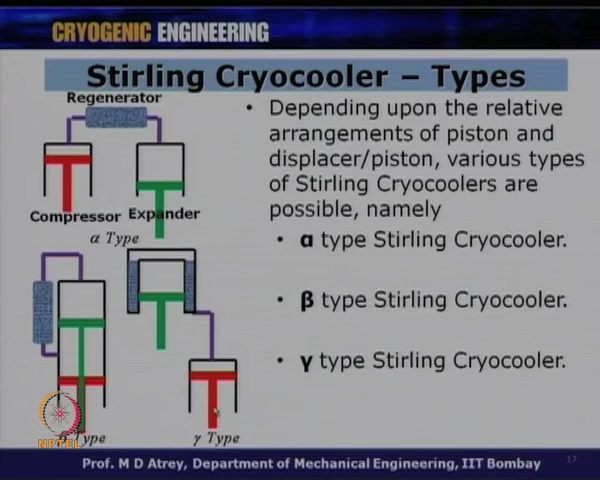 CRYOGENIC ENGINEERING
Stirling Cryocooler – Types
Regenerator
Compressor Expander
α Type
β Type
γ Type
• Depending upon the relative
arrangements of piston and
displacer/piston, various types
of Stirling Cryocoolers are
possible, namely
• α type Stirling Cryocooler.
• β type Stirling Cryocooler.
• γ type Stirling Cryocooler.
NPTEL
Prof. M D Atrey, Department of Mechanical Engineering, IIT Bombay
17